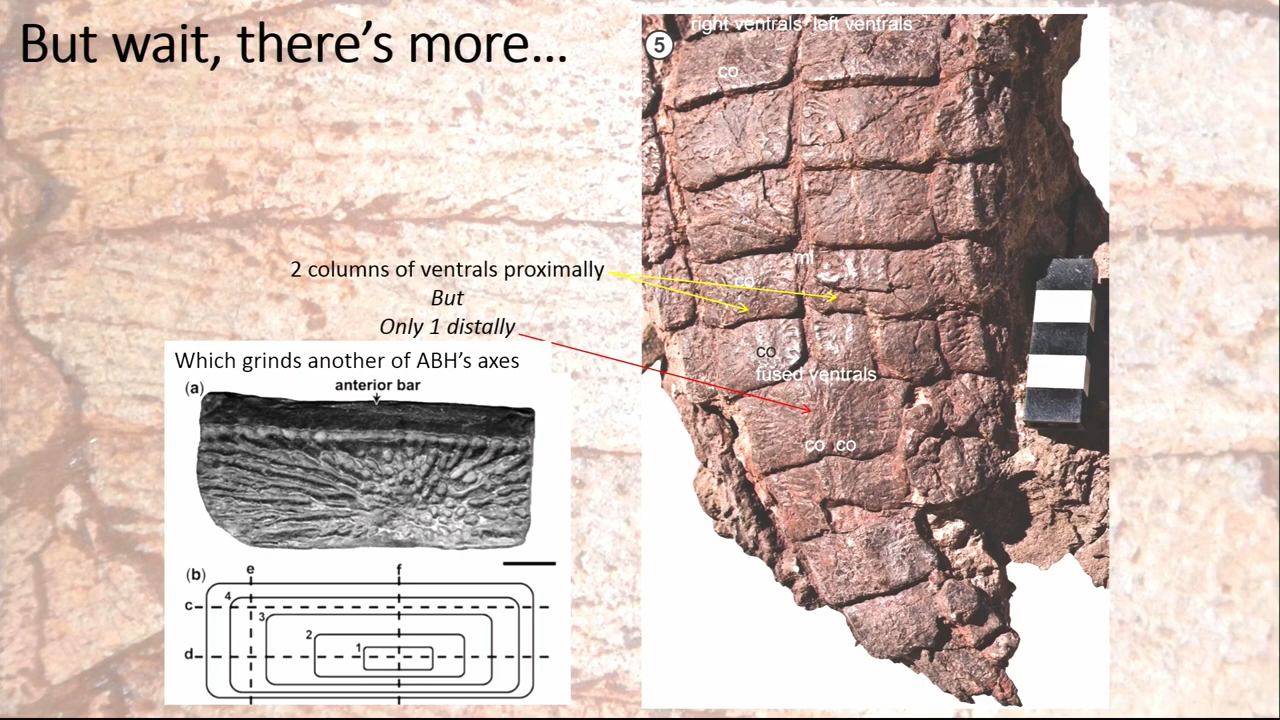 But wait, there's more...
right ventrals left ventrals
5
co
2 columns of ventrals proximally
But
Only 1 distally
ml
co
co
fused ventrals
co co
Which grinds another of ABH's axes
(a)
anterior bar
(b)
e
f
c
4
3
2
1
d